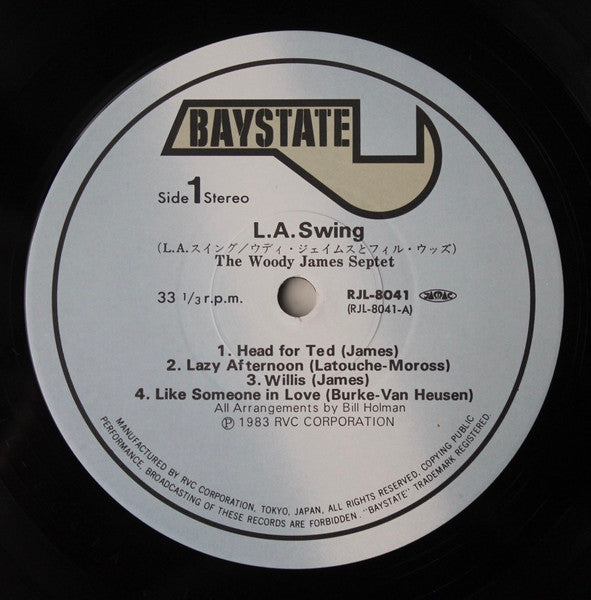 BAYSTATE
Side 1 Stereo
L.A. Swing
(L.A.スイング/ウディ・ジェイムスとフィル・ウッズ)
The Woody James Septet
33 1/3 r.p.m.
RJL-8041
(RJL-8041-A)
1. Head for Ted (James)
2. Lazy Afternoon (Latouche-Moross)
3. Willis (James)
4. Like Someone in Love (Burke-Van Heusen)
All Arrangements by Bill Holman
Ⓟ 1983 RVC CORPORATION
MANUFACTURED BY RVC CORPORATION, TOKYO, JAPAN, ALL RIGHTS RESERVED, COPYING PUBLIC
PERFORMANCE, BROADCASTING OF THESE RECORDS ARE FORBIDDEN. "BAYSTATE" TRADEMARK REGISTERED.